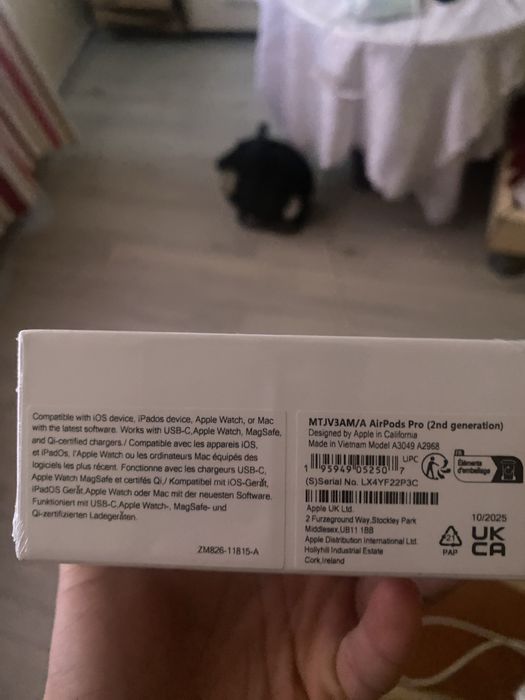 Compatible with iOS device, iPados device, Apple Watch, or Mac
with the latest software. Works with USB-C,Apple Watch, MagSafe,
and Qi-certified chargers./ Compatible avec les appareils iOS,
et iPadOs, l'Apple Watch ou les ordinateurs Mac équipés des
logiciels les plus récent. Fonctionne avec les chargeurs USB-C,
Apple Watch MagSafe et certifés Qi./ Kompatibel mit iOS-Gerät,
iPadOS Gerät,Apple Watch oder Mac mit der neuesten Software.
Funktioniert mit USB-C,Apple Watch-, MagSafe- und
Qi-zertifizierten Ladegeräten.
ZM826-11815-A
MTJV3AM/A AirPods Pro (2nd generation)
Designed by Apple in California
Made in Vietnam Model A3049 A2968
UPC
1 95949 05250 7
FR
Éléments
d'emballage
(S)Serial No. LX4YF22P3C
Apple UK Ltd.
2 Furzeground Way,Stockley Park
Middlesex,UB11 1BB
Apple Distribution International Ltd.
Hollyhill Industrial Estate
Cork,Ireland
21
PAP
10/2025
UK
CA